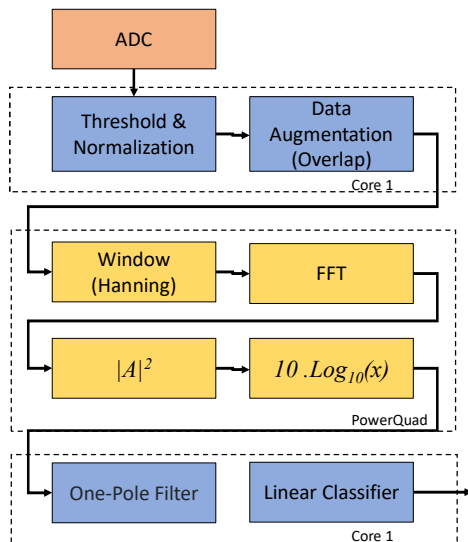 ADC
Threshold &
Normalization
Data
Augmentation
(Overlap)
Core 1
Window
(Hanning)
FFT
|A|²
10 .Log₁₀(x)
PowerQuad
One-Pole Filter
Linear Classifier
Core 1